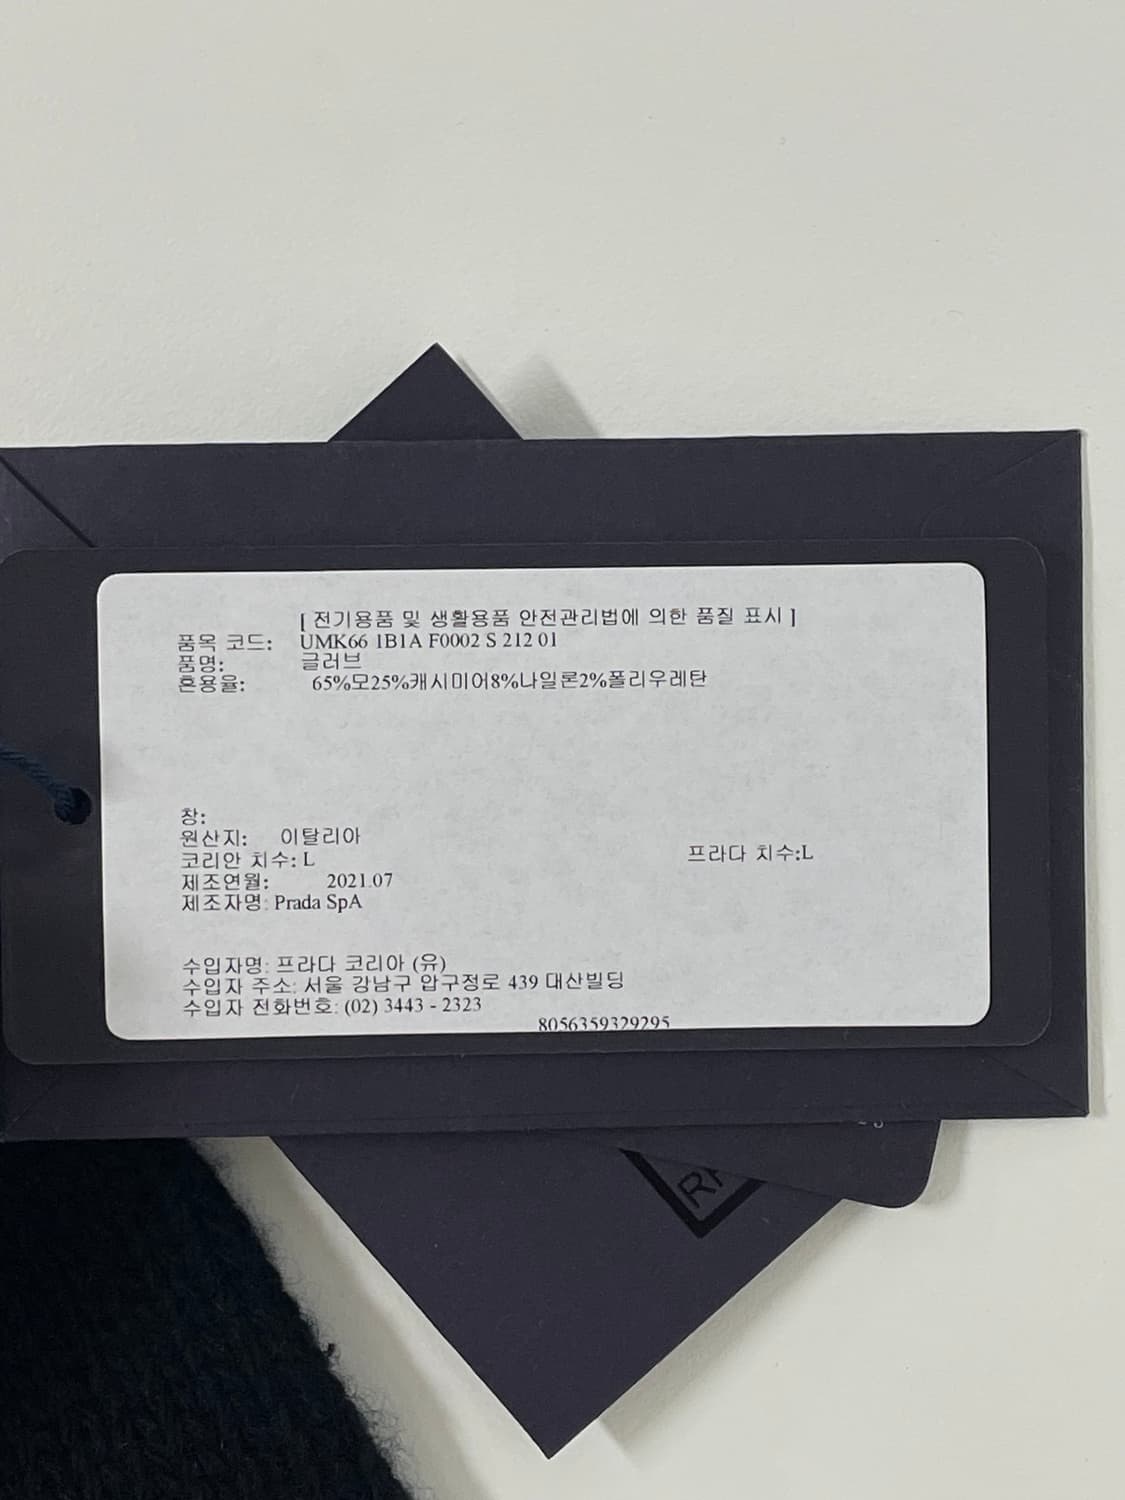 [ 전기용품 및 생활용품 안전관리법에 의한 품질 표시 ]
품목 코드: UMK66 1B1A F0002 S 212 01
품명: 글러브
혼용율: 65%모25%캐시미어8%나일론2%폴리우레탄
창:
원산지: 이탈리아
코리안 치수: L 프라다 치수:L
제조연월: 2021.07
제조자명: Prada SpA
수입자명: 프라다 코리아 (유)
수입자 주소: 서울 강남구 압구정로 439 대산빌딩
수입자 전화번호: (02) 3443 - 2323
8056359329295